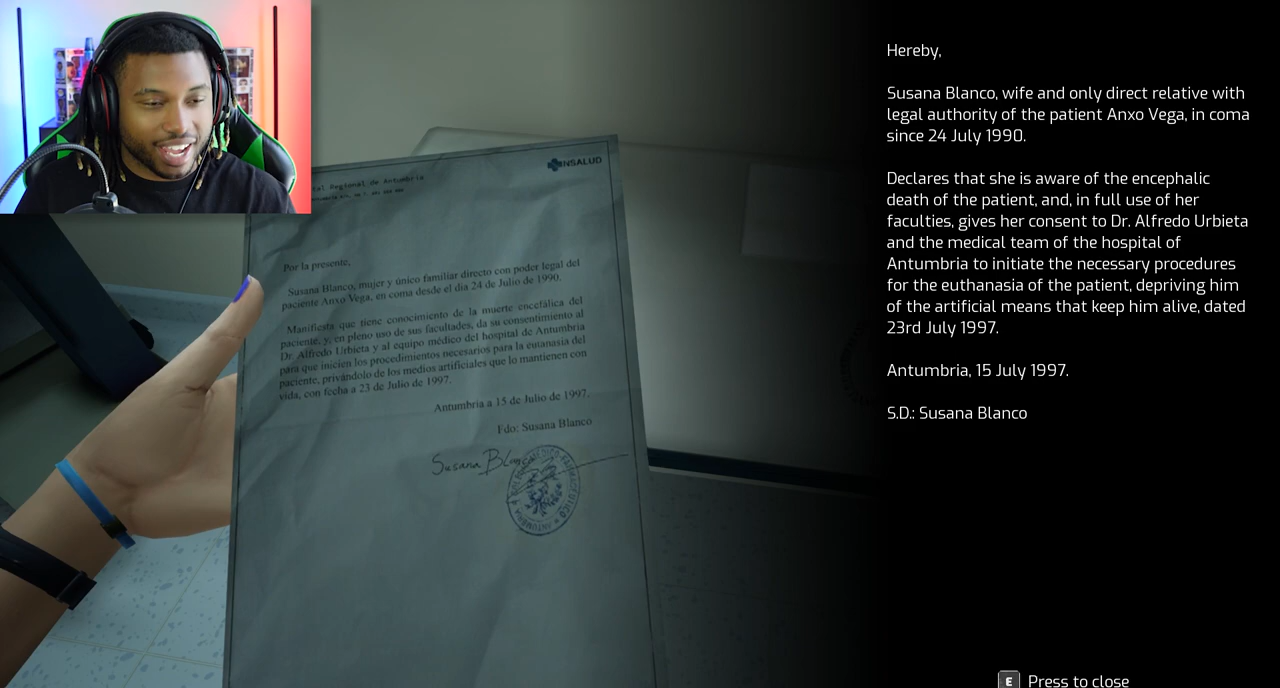 INSALUD
tal Regional de Antumbria
Por la presente,
Susana Blanco, mujer y único familiar directo con poder legal del
paciente Anxo Vega, en coma desde el día 24 de Julio de 1990.
Manifiesta que tiene conocimiento de la muerte encefálica del
paciente, y, en pleno uso de sus facultades, da su consentimiento al
Dr. Alfredo Urbieta y al equipo médico del hospital de Antumbria
para que inicien los procedimientos necesarios para la eutanasia del
paciente, privándolo de los medios artificiales que lo mantienen con
vida, con fecha a 23 de Julio de 1997.
Antumbria a 15 de Julio de 1997.
Fdo: Susana Blanco
Susana Blanco
Hereby,
Susana Blanco, wife and only direct relative with
legal authority of the patient Anxo Vega, in coma
since 24 July 1990.
Declares that she is aware of the encephalic
death of the patient, and, in full use of her
faculties, gives her consent to Dr. Alfredo Urbieta
and the medical team of the hospital of
Antumbria to initiate the necessary procedures
for the euthanasia of the patient, depriving him
of the artificial means that keep him alive, dated
23rd July 1997.
Antumbria, 15 July 1997.
S.D.: Susana Blanco
E Press to close